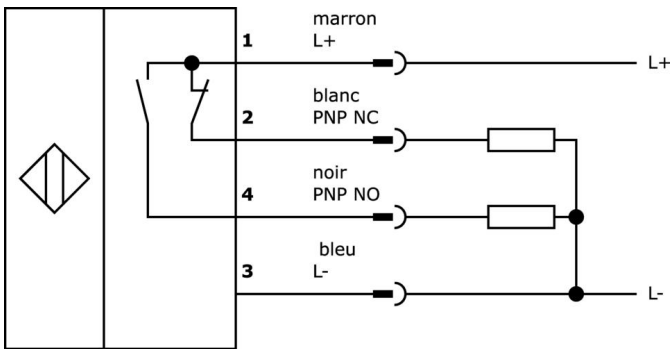 marron
1 L+ L+
blanc
2 PNP NC
noir
4 PNP NO
bleu
3 L- L-